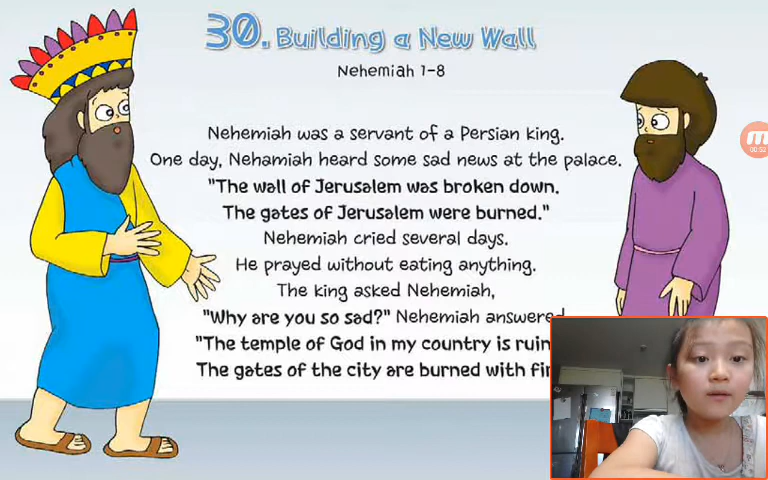 30. Building a New Wall
Nehemiah 1-8
Nehemiah was a servant of a Persian king.
One day, Nehamiah heard some sad news at the palace.
"The wall of Jerusalem was broken down.
The gates of Jerusalem were burned."
Nehemiah cried several days.
He prayed without eating anything.
The king asked Nehemiah,
"Why are you so sad?" Nehemiah answered
"The temple of God in my country is
The gates of the city are burned with